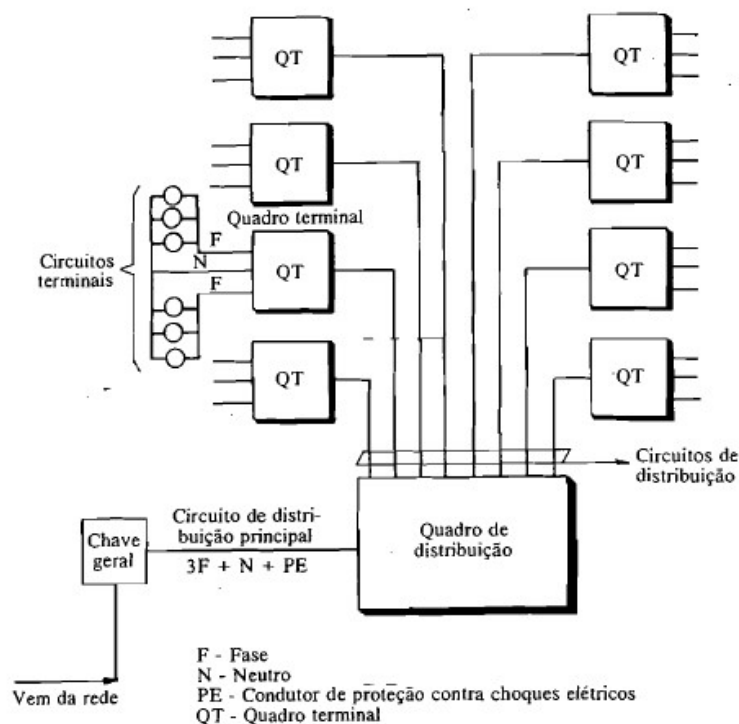 QT
QT
QT
QT
Quadro terminal
F
N
F
Circuitos
terminais
QT
QT
QT
QT
Circuitos de
distribuição
Chave
geral
Circuito de distri-
buição principal
3F + N + PE
Quadro de
distribuição
Vem da rede
F - Fase
N - Neutro
PE - Condutor de proteção contra choques elétricos
QT - Quadro terminal